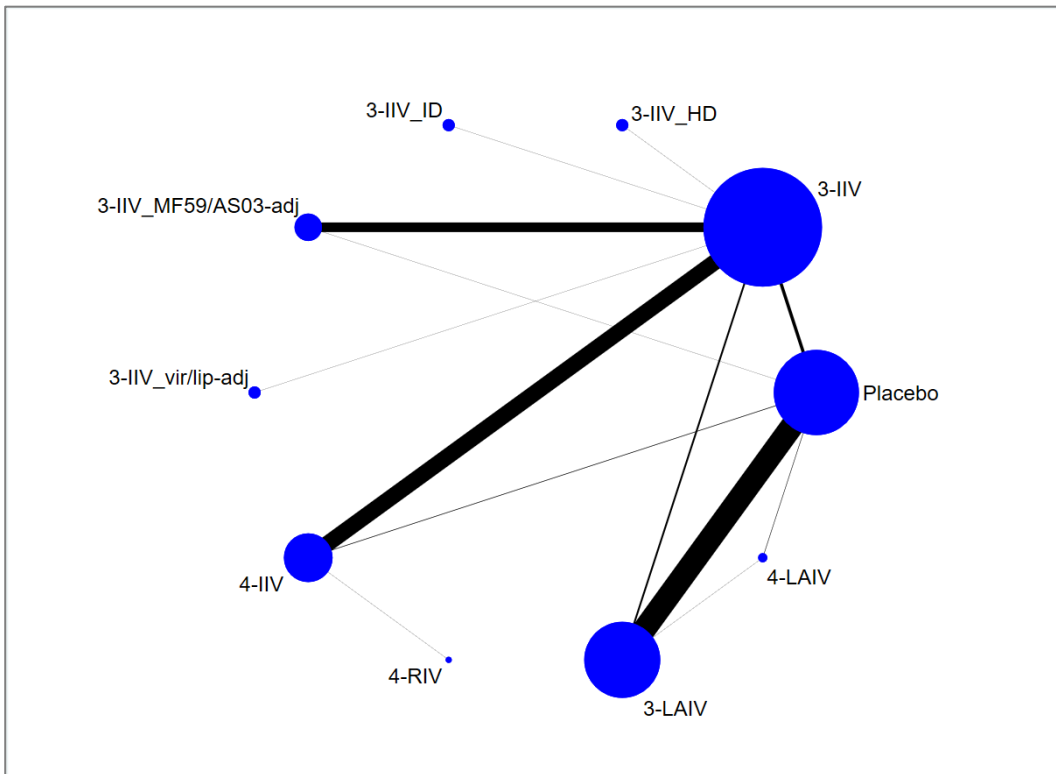 3-IIV_ID
3-IIV_HD
3-IIV
3-IIV_MF59/AS03-adj
3-IIV_vir/lip-adj
Placebo
4-IIV
4-LAIV
4-RIV
3-LAIV